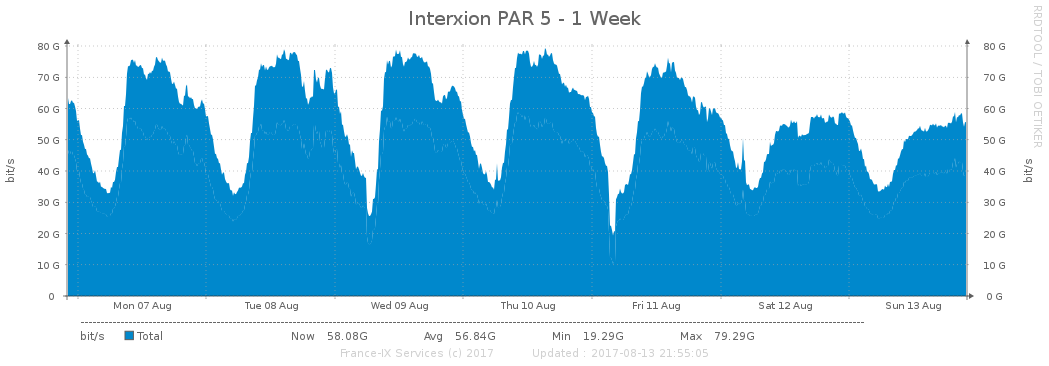 Interxion PAR 5 - 1 Week
RRDTOOL / TOBI OETIKER
80 G 80 G
70 G 70 G
60 G 60 G
50 G 50 G
40 G 40 G
30 G 30 G
20 G 20 G
10 G 10 G
0 0 G
bit/s bit/s
Mon 07 Aug Tue 08 Aug Wed 09 Aug Thu 10 Aug Fri 11 Aug Sat 12 Aug Sun 13 Aug
bit/s Total Now 58.08G Avg 56.84G Min 19.29G Max 79.29G
France-IX Services (c) 2017 Updated : 2017-08-13 21:55:05